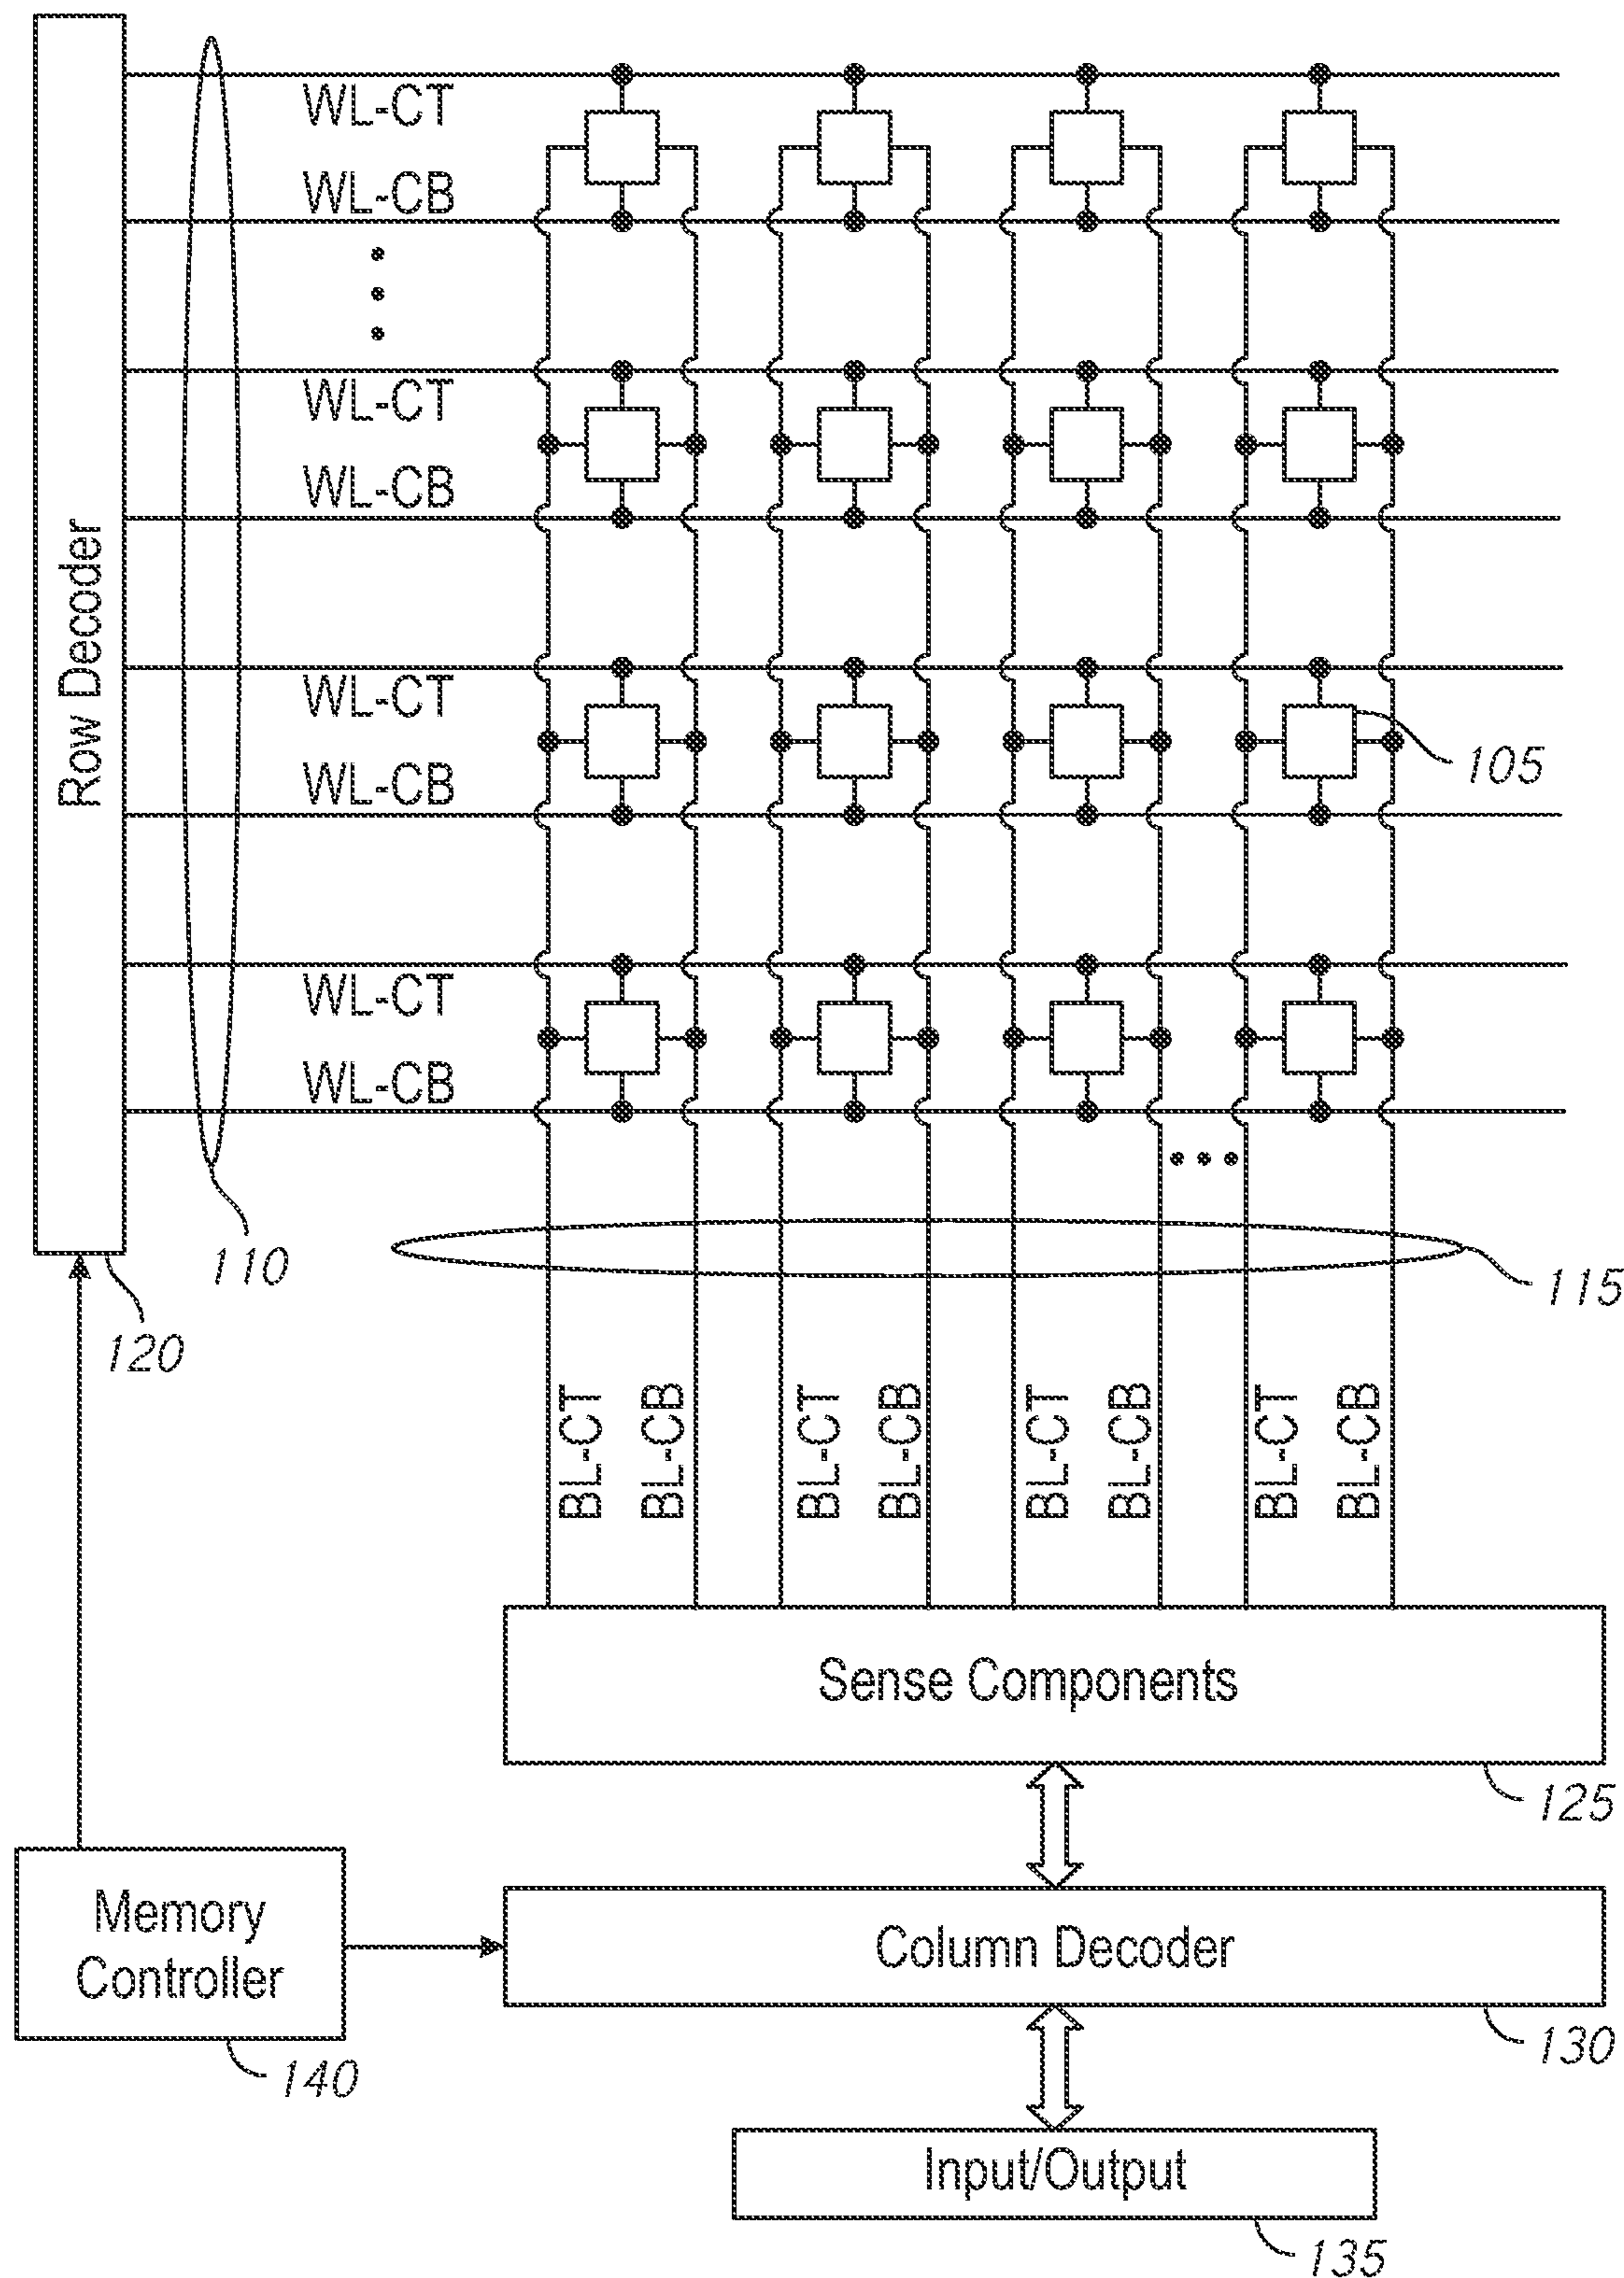 WL-CT
WL-CB
WL-CT
WL-CB
Row Decoder
WL-CT
105
WL-CB
WL-CT
WL-CB
110
115
120
BL-CT
BL-CB
BL-CT
BL-CB
BL-CT
BL-CB
BL-CT
BL-CB
Sense Components
125
Memory
Controller
Column Decoder
130
140
Input/Output
135